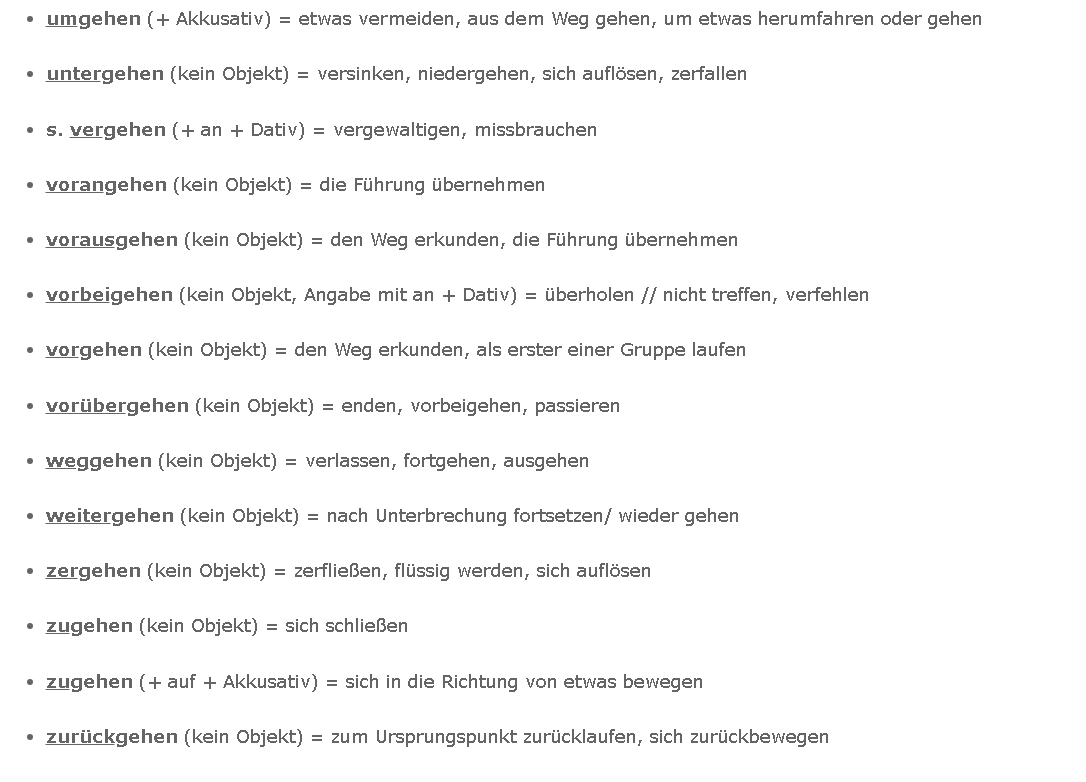 • umgehen (+ Akkusativ) = etwas vermeiden, aus dem Weg gehen, um etwas herumfahren oder gehen
• untergehen (kein Objekt) = versinken, niedergehen, sich auflösen, zerfallen
• s. vergehen (+ an + Dativ) = vergewaltigen, missbrauchen
• vorangehen (kein Objekt) = die Führung übernehmen
• vorausgehen (kein Objekt) = den Weg erkunden, die Führung übernehmen
• vorbeigehen (kein Objekt, Angabe mit an + Dativ) = überholen // nicht treffen, verfehlen
• vorgehen (kein Objekt) = den Weg erkunden, als erster einer Gruppe laufen
• vorübergehen (kein Objekt) = enden, vorbeigehen, passieren
• weggehen (kein Objekt) = verlassen, fortgehen, ausgehen
• weitergehen (kein Objekt) = nach Unterbrechung fortsetzen/ wieder gehen
• zergehen (kein Objekt) = zerfließen, flüssig werden, sich auflösen
• zugehen (kein Objekt) = sich schließen
• zugehen (+ auf + Akkusativ) = sich in die Richtung von etwas bewegen
• zurückgehen (kein Objekt) = zum Ursprungspunkt zurücklaufen, sich zurückbewegen